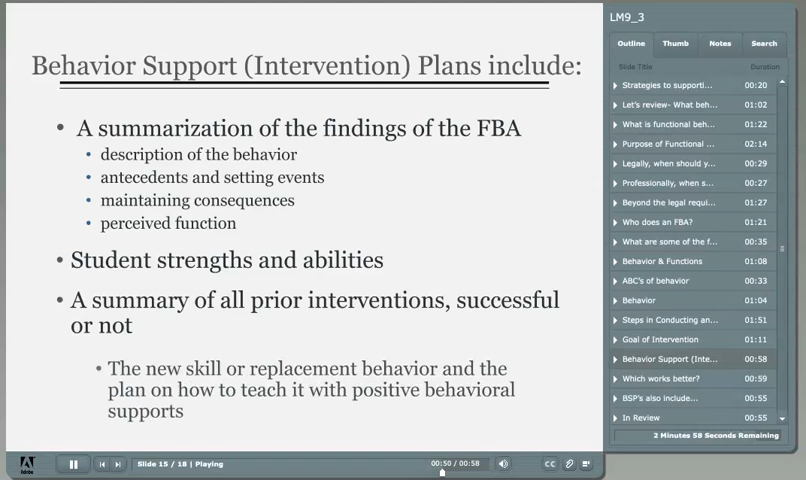 Behavior Support (Intervention) Plans include:
• A summarization of the findings of the FBA
• description of the behavior
• antecedents and setting events
• maintaining consequences
• perceived function
• Student strengths and abilities
• A summary of all prior interventions, successful
or not
• The new skill or replacement behavior and the
plan on how to teach it with positive behavioral
supports
LM9_3
Outline Thumb Notes Search
Slide Title Duration
Strategies to supporti... 00:20
Let's review- What beh... 01:02
What is functional beh... 01:22
Purpose of Functional ... 02:14
Legally, when should y... 00:29
Professionally, when s... 00:27
Beyond the legal requi... 01:27
Who does an FBA? 01:21
What are some of the f... 00:35
Behavior & Functions 01:08
ABC's of behavior 00:33
Behavior 01:04
Steps in Conducting an... 01:51
Goal of Intervention 01:11
Behavior Support (Inte... 00:58
Which works better? 00:59
BSP's also include... 00:55
In Review 00:55
2 Minutes 58 Seconds Remaining
Adobe
Slide 15 / 18 | Playing
00:50 / 00:58
CC